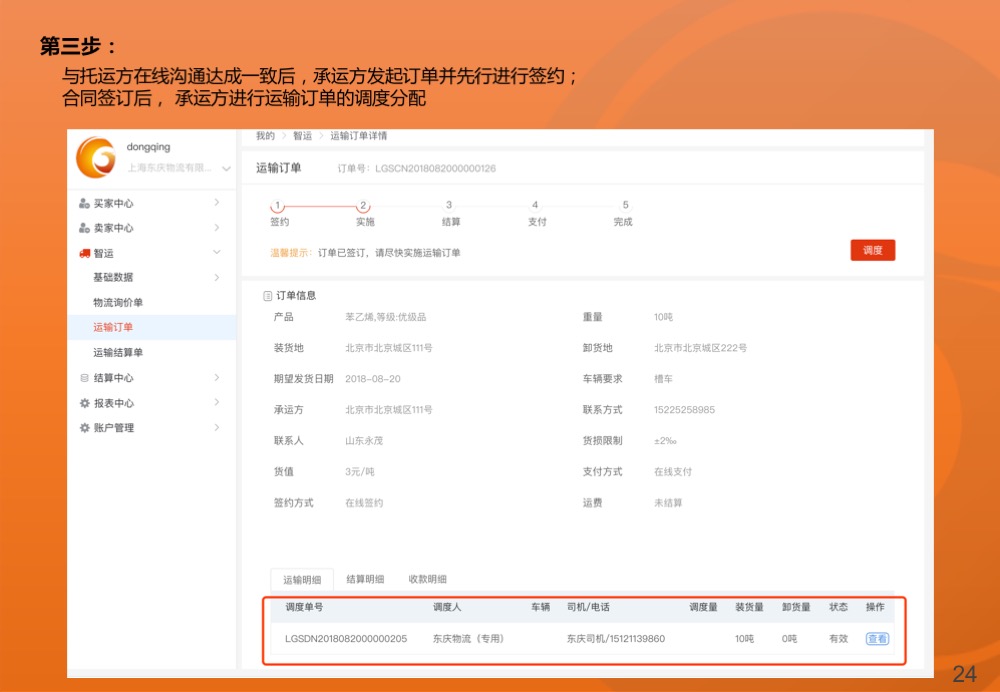 第三步：
与托运方在线沟通达成一致后，承运方发起订单并先行进行签约；
合同签订后， 承运方进行运输订单的调度分配
dongqing
上海东庆物流有限...
买家中心
卖家中心
智运
基础数据
物流询价单
运输订单
运输结算单
结算中心
报表中心
账户管理
我的 > 智运 > 运输订单详情
运输订单 订单号：LGSCN2018082000000126
1 2 3 4 5
签约 实施 结算 支付 完成
温馨提示：订单已签订，请尽快实施运输订单 调度
订单信息
产品 苯乙烯,等级:优级品 重量 10吨
装货地 北京市北京城区111号 卸货地 北京市北京城区222号
期望发货日期 2018-08-20 车辆要求 槽车
承运方 北京市北京城区111号 联系方式 15225258985
联系人 山东永茂 货损限制 ±2‰
货值 3元/吨 支付方式 在线支付
签约方式 在线签约 运费 未结算
运输明细 结算明细 收款明细
调度单号 调度人 车辆 司机/电话 调度量 装货量 卸货量 状态 操作
LGSDN2018082000000205 东庆物流（专用） 东庆司机/15121139860 10吨 0吨 有效 查看
24